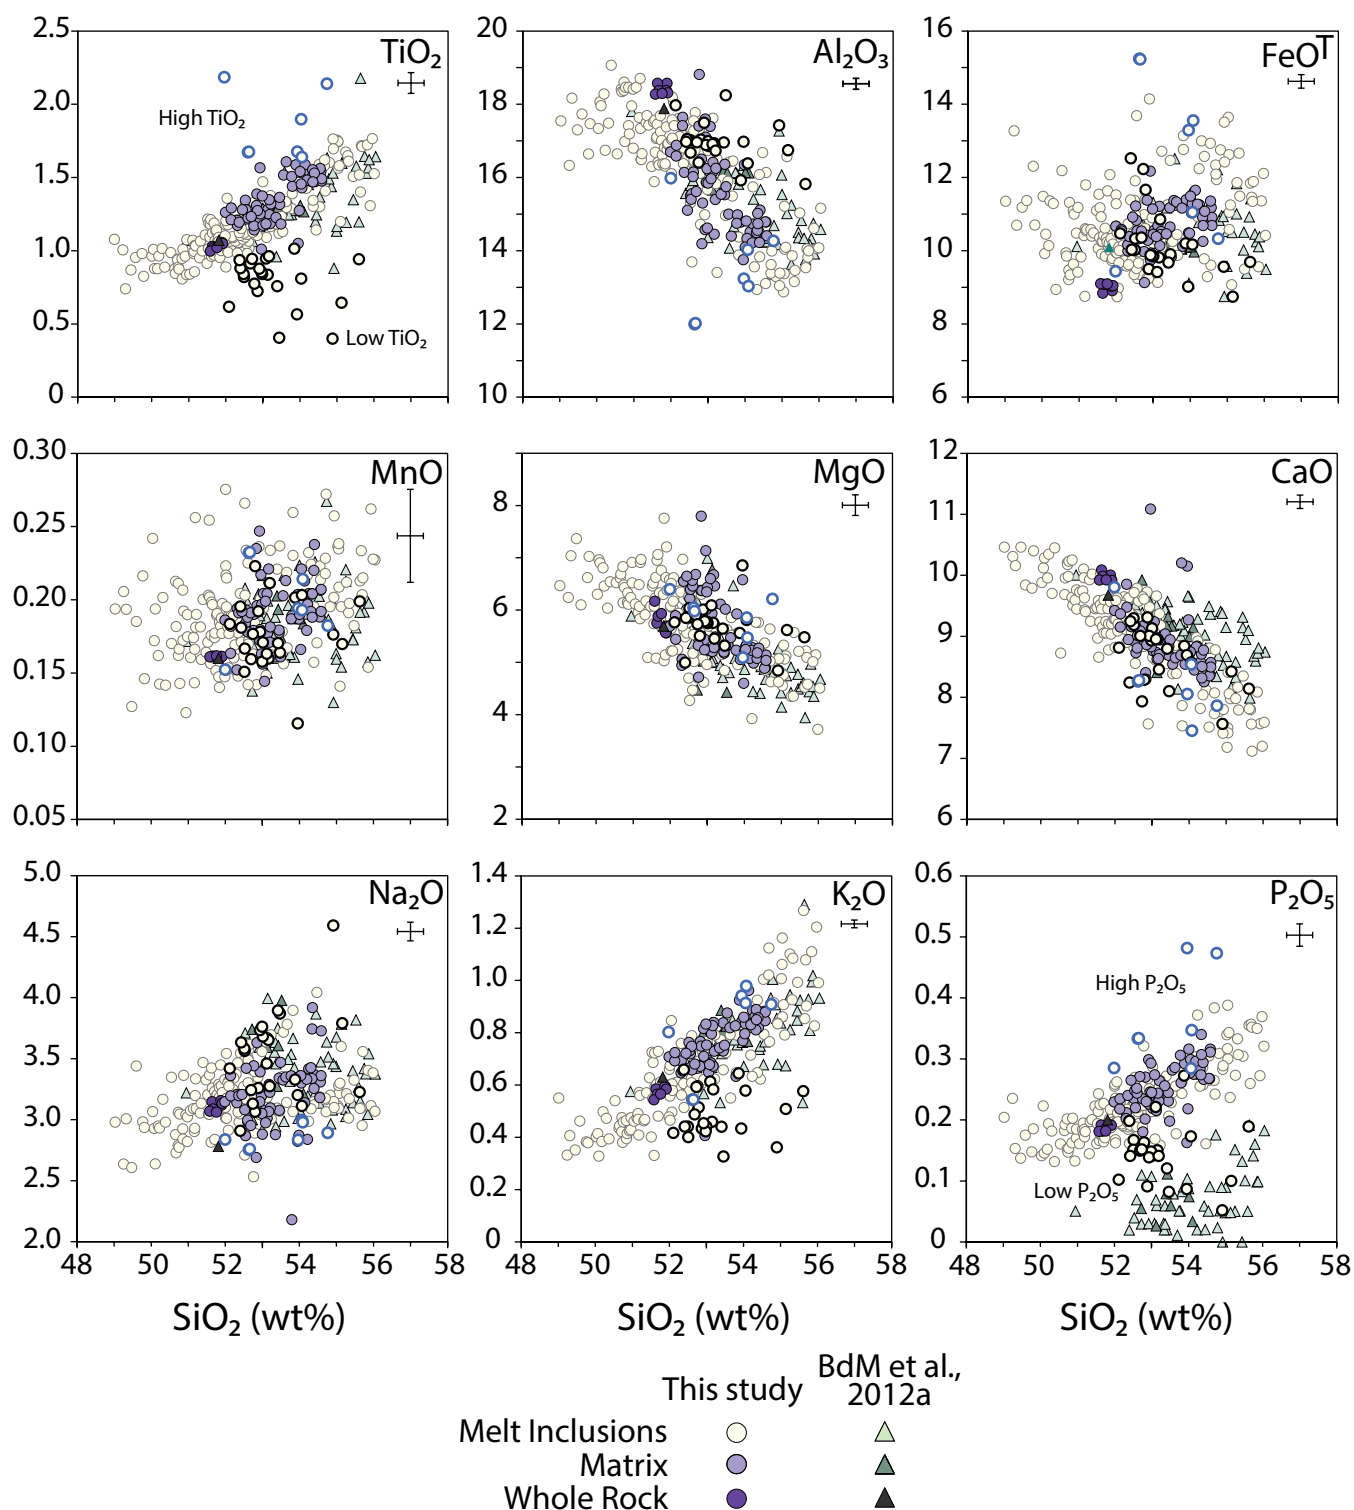 2.5
2.0
1.5
1.0
0.5
0
TiO₂
High TiO₂
Low TiO₂
20
18
16
14
12
10
Al₂O₃
16
14
12
10
8
6
FeOᵀ
0.30
0.25
0.20
0.15
0.10
0.05
MnO
8
6
4
2
MgO
12
11
10
9
8
7
6
CaO
5.0
4.5
4.0
3.5
3.0
2.5
2.0
Na₂O
48 50 52 54 56
SiO₂ (wt%)
1.4
1.2
1.0
0.8
0.6
0.4
0.2
0
K₂O
58 48 50 52 54 56 58
SiO₂ (wt%)
0.6
0.5
0.4
0.3
0.2
0.1
0
P₂O₅
High P₂O₅
Low P₂O₅
48 50 52 54 56 58
SiO₂ (wt%)
This study
BdM et al.,
2012a
Melt Inclusions
Matrix
Whole Rock